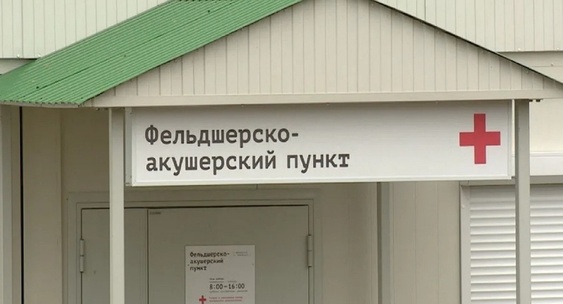 Фельдшерско-
акушерский пункт
Фельдшерско-
акушерский
пункт
8:00–16:00